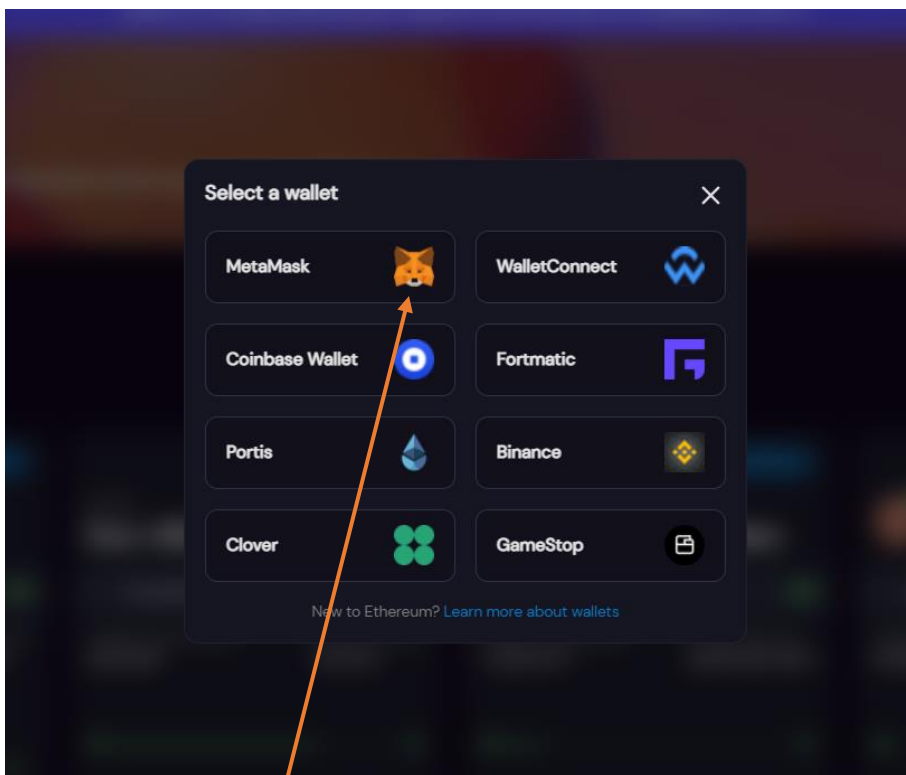 Select a wallet
MetaMask
WalletConnect
Coinbase Wallet
Fortmatic
Portis
Binance
Clover
GameStop
New to Ethereum? Learn more about wallets